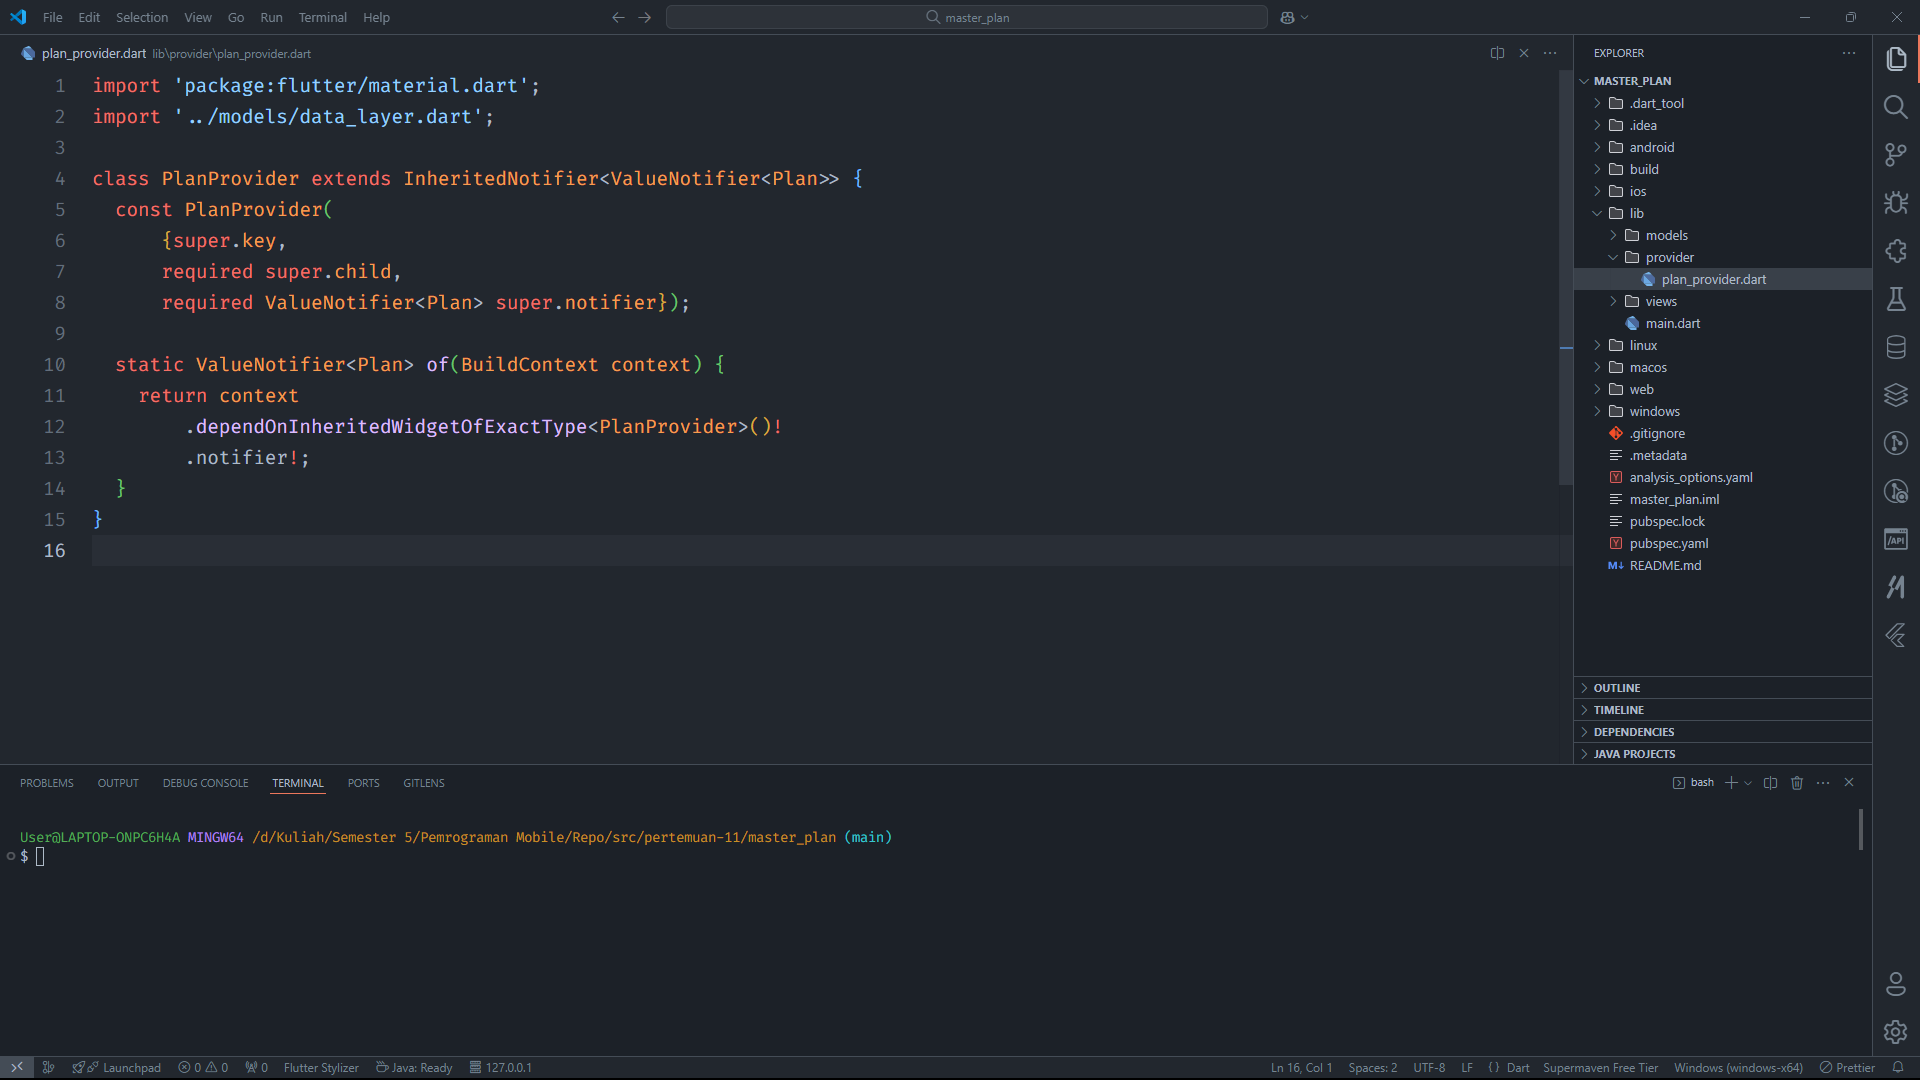 File Edit Selection View Go Run Terminal Help
master_plan
plan_provider.dart lib\provider\plan_provider.dart
1 import 'package:flutter/material.dart';
2 import '../models/data_layer.dart';
3
4 class PlanProvider extends InheritedNotifier<ValueNotifier<Plan>> {
5 const PlanProvider(
6 {super.key,
7 required super.child,
8 required ValueNotifier<Plan> super.notifier});
9
10 static ValueNotifier<Plan> of(BuildContext context) {
11 return context
12 .dependOnInheritedWidgetOfExactType<PlanProvider>()!
13 .notifier!;
14 }
15 }
16
EXPLORER
MASTER_PLAN
.dart_tool
.idea
android
build
ios
lib
models
provider
plan_provider.dart
views
main.dart
linux
macos
web
windows
.gitignore
.metadata
Y analysis_options.yaml
master_plan.iml
pubspec.lock
Y pubspec.yaml
M↓ README.md
OUTLINE
TIMELINE
DEPENDENCIES
JAVA PROJECTS
/API
PROBLEMS OUTPUT DEBUG CONSOLE TERMINAL PORTS GITLENS
bash
User@LAPTOP-ONPC6H4A MINGW64 /d/Kuliah/Semester 5/Pemrograman Mobile/Repo/src/pertemuan-11/master_plan (main)
$
Launchpad 0 0 0 Flutter Stylizer Java: Ready 127.0.0.1
Ln 16, Col 1 Spaces: 2 UTF-8 LF {} Dart Supermaven Free Tier Windows (windows-x64) Prettier